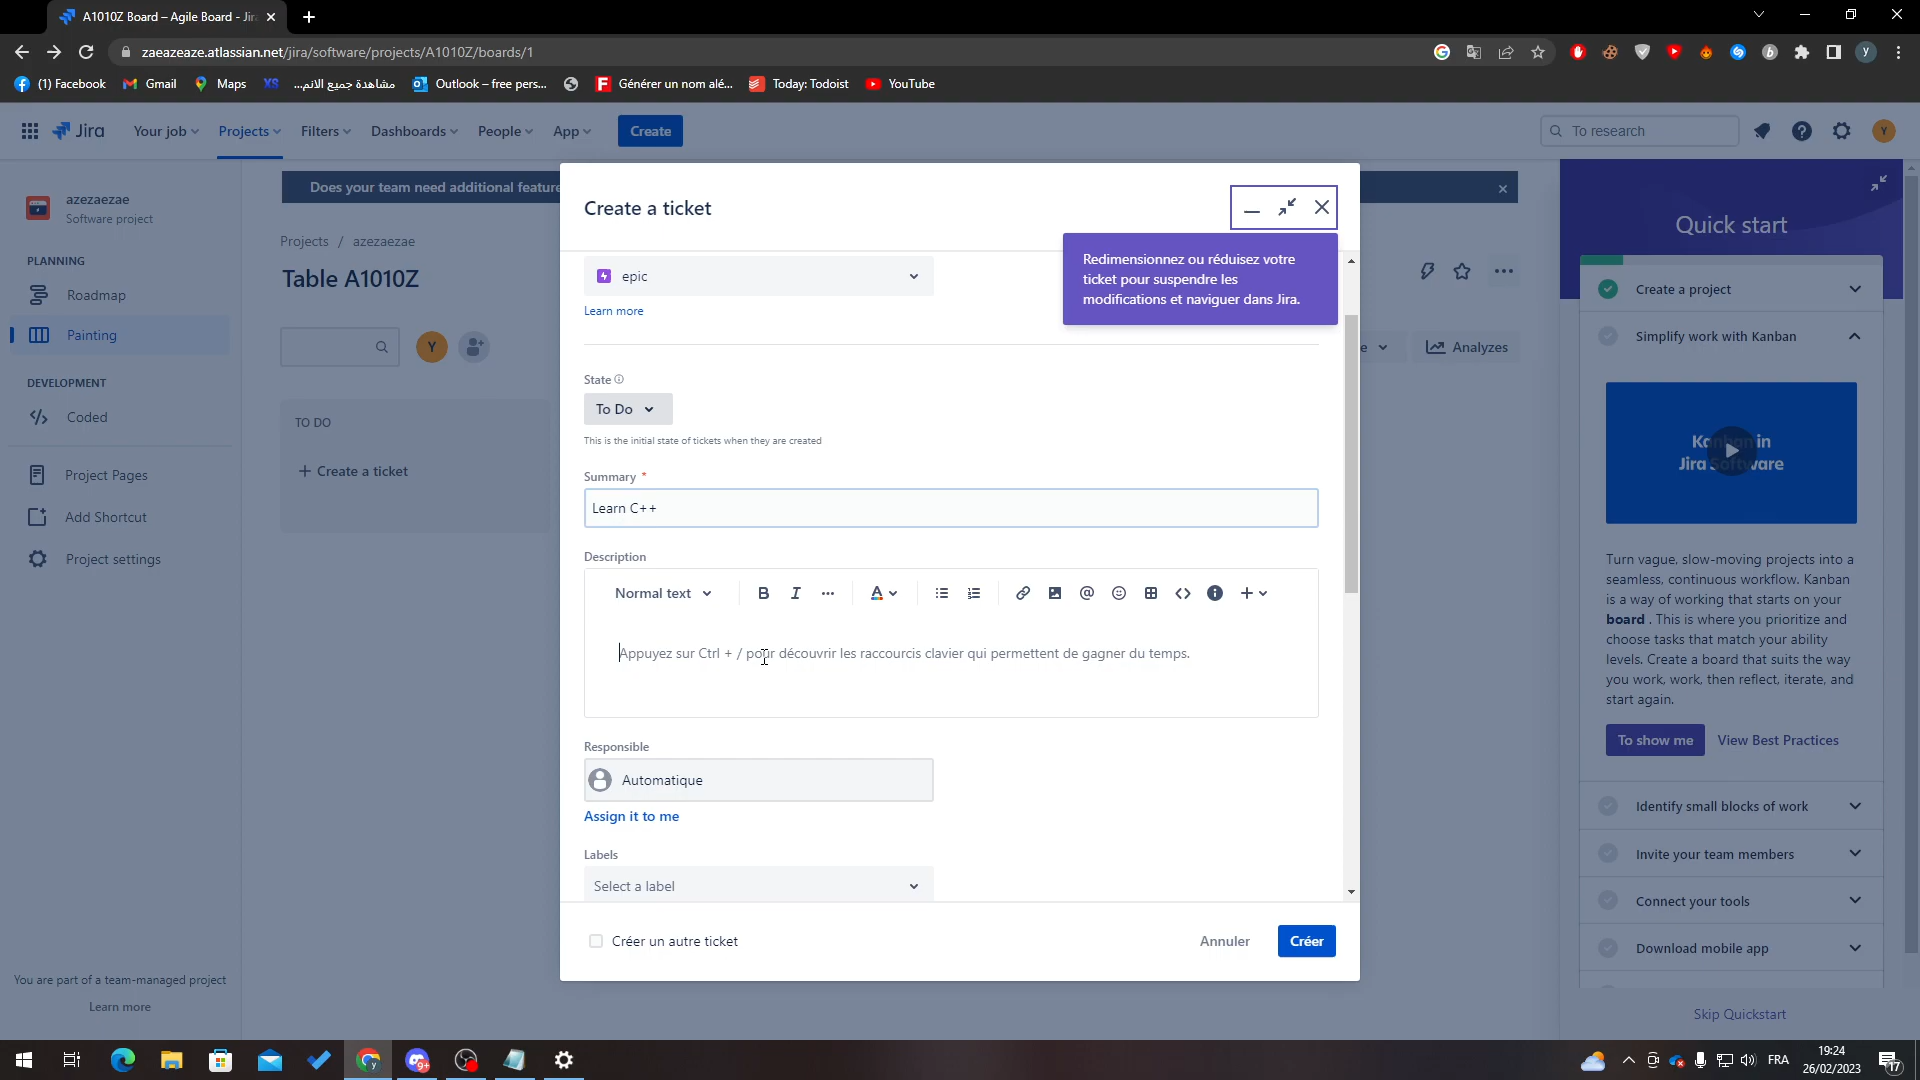 A1010Z Board – Agile Board - Jir
zaeazeaze.atlassian.net/jira/software/projects/A1010Z/boards/1
(1) Facebook
Gmail
Maps
XS مشاهدة جميع الانم...
Outlook – free pers...
Générer un nom alé...
Today: Todoist
YouTube
Jira
Your job
Projects
Filters
Dashboards
People
App
Create
To research
Y
azezaezae
Software project
PLANNING
Roadmap
Painting
DEVELOPMENT
Coded
Project Pages
Add Shortcut
Project settings
You are part of a team-managed project
Learn more
Does your team need additional feature
Projects / azezaezae
Table A1010Z
Y
Analyzes
TO DO
+ Create a ticket
Create a ticket
Redimensionnez ou réduisez votre
ticket pour suspendre les
modifications et naviguer dans Jira.
epic
Learn more
State
To Do
This is the initial state of tickets when they are created
Summary *
Learn C++
Description
Normal text
Appuyez sur Ctrl + / pour découvrir les raccourcis clavier qui permettent de gagner du temps.
Responsible
Automatique
Assign it to me
Labels
Select a label
Créer un autre ticket
Annuler
Créer
Quick start
Create a project
Simplify work with Kanban
Kanban in
Jira Software
Turn vague, slow-moving projects into a
seamless, continuous workflow. Kanban
is a way of working that starts on your
board . This is where you prioritize and
choose tasks that match your ability
levels. Create a board that suits the way
you work, work, then reflect, iterate, and
start again.
To show me
View Best Practices
Identify small blocks of work
Invite your team members
Connect your tools
Download mobile app
Skip Quickstart
FRA
19:24
26/02/2023
17